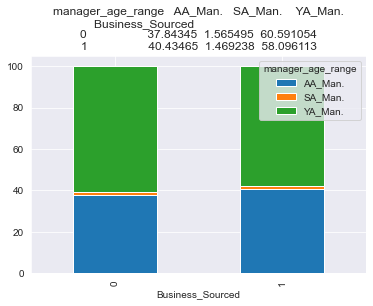 manager_age_range AA_Man. SA_Man. YA_Man.
Business_Sourced
0 37.84345 1.565495 60.591054
1 40.43465 1.469238 58.096113
manager_age_range
AA_Man.
SA_Man.
YA_Man.
100
80
60
40
20
0
0 1
Business_Sourced